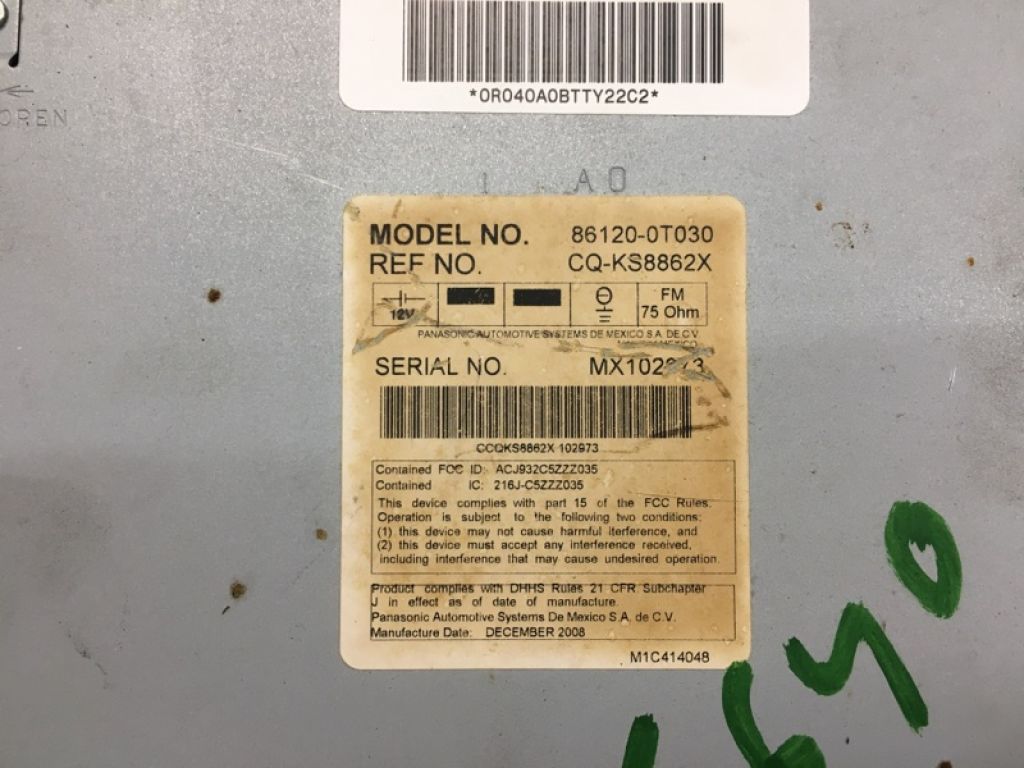 *0R040A0BTTY22C2*
OREN
A 0
MODEL NO. 86120-0T030
REF NO. CQ-KS8862X
12V
FM
75 Ohm
PANASONIC AUTOMOTIVE SYSTEMS DE MEXICO S.A. DE C.V
MEXICO
SERIAL NO.
CCQKS8862X 102973
Contained FCC ID: ACJ932C5ZZZ035
Contained IC: 216J-C5ZZZ035
This device complies with part 15 of the FCC Rules.
Operation is subject to the following two conditions:
(1) this device may not cause harmful iterference, and
(2) this device must accept any interference received,
including interference that may cause undesired operation.
Product complies with DHHS Rules 21 CFR Subchapter
J in effect as of date of manufacture.
Panasonic Automotive Systems De Mexico S.A. de C.V.
Manufacture Date: DECEMBER 2008
M1C414048